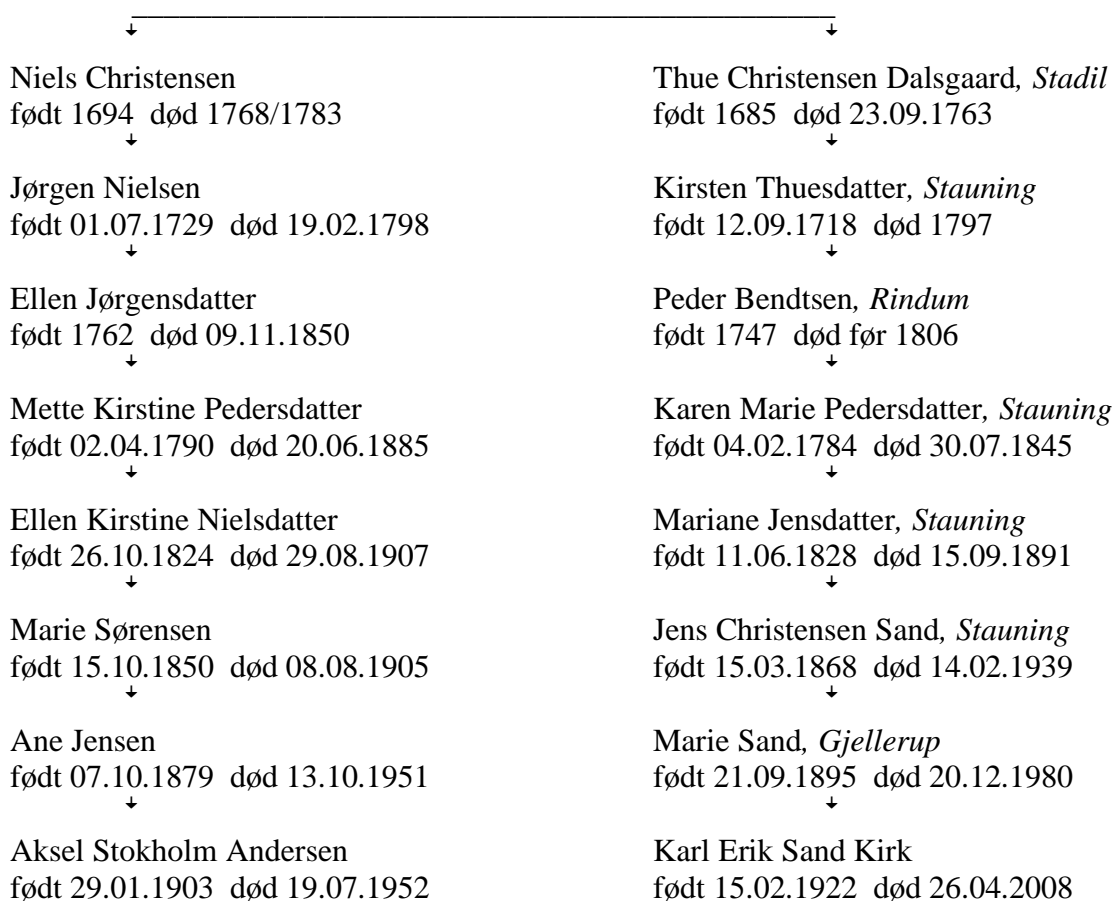 Niels Christensen
født 1694 død 1768/1783
Jørgen Nielsen
født 01.07.1729 død 19.02.1798
Ellen Jørgensdatter
født 1762 død 09.11.1850
Mette Kirstine Pedersdatter
født 02.04.1790 død 20.06.1885
Ellen Kirstine Nielsdatter
født 26.10.1824 død 29.08.1907
Marie Sørensen
født 15.10.1850 død 08.08.1905
Ane Jensen
født 07.10.1879 død 13.10.1951
Aksel Stokholm Andersen
født 29.01.1903 død 19.07.1952
Thue Christensen Dalsgaard, Stadil
født 1685 død 23.09.1763
Kirsten Thuesdatter, Stauning
født 12.09.1718 død 1797
Peder Bendtsen, Rindum
født 1747 død før 1806
Karen Marie Pedersdatter, Stauning
født 04.02.1784 død 30.07.1845
Mariane Jensdatter, Stauning
født 11.06.1828 død 15.09.1891
Jens Christensen Sand, Stauning
født 15.03.1868 død 14.02.1939
Marie Sand, Gjellerup
født 21.09.1895 død 20.12.1980
Karl Erik Sand Kirk
født 15.02.1922 død 26.04.2008